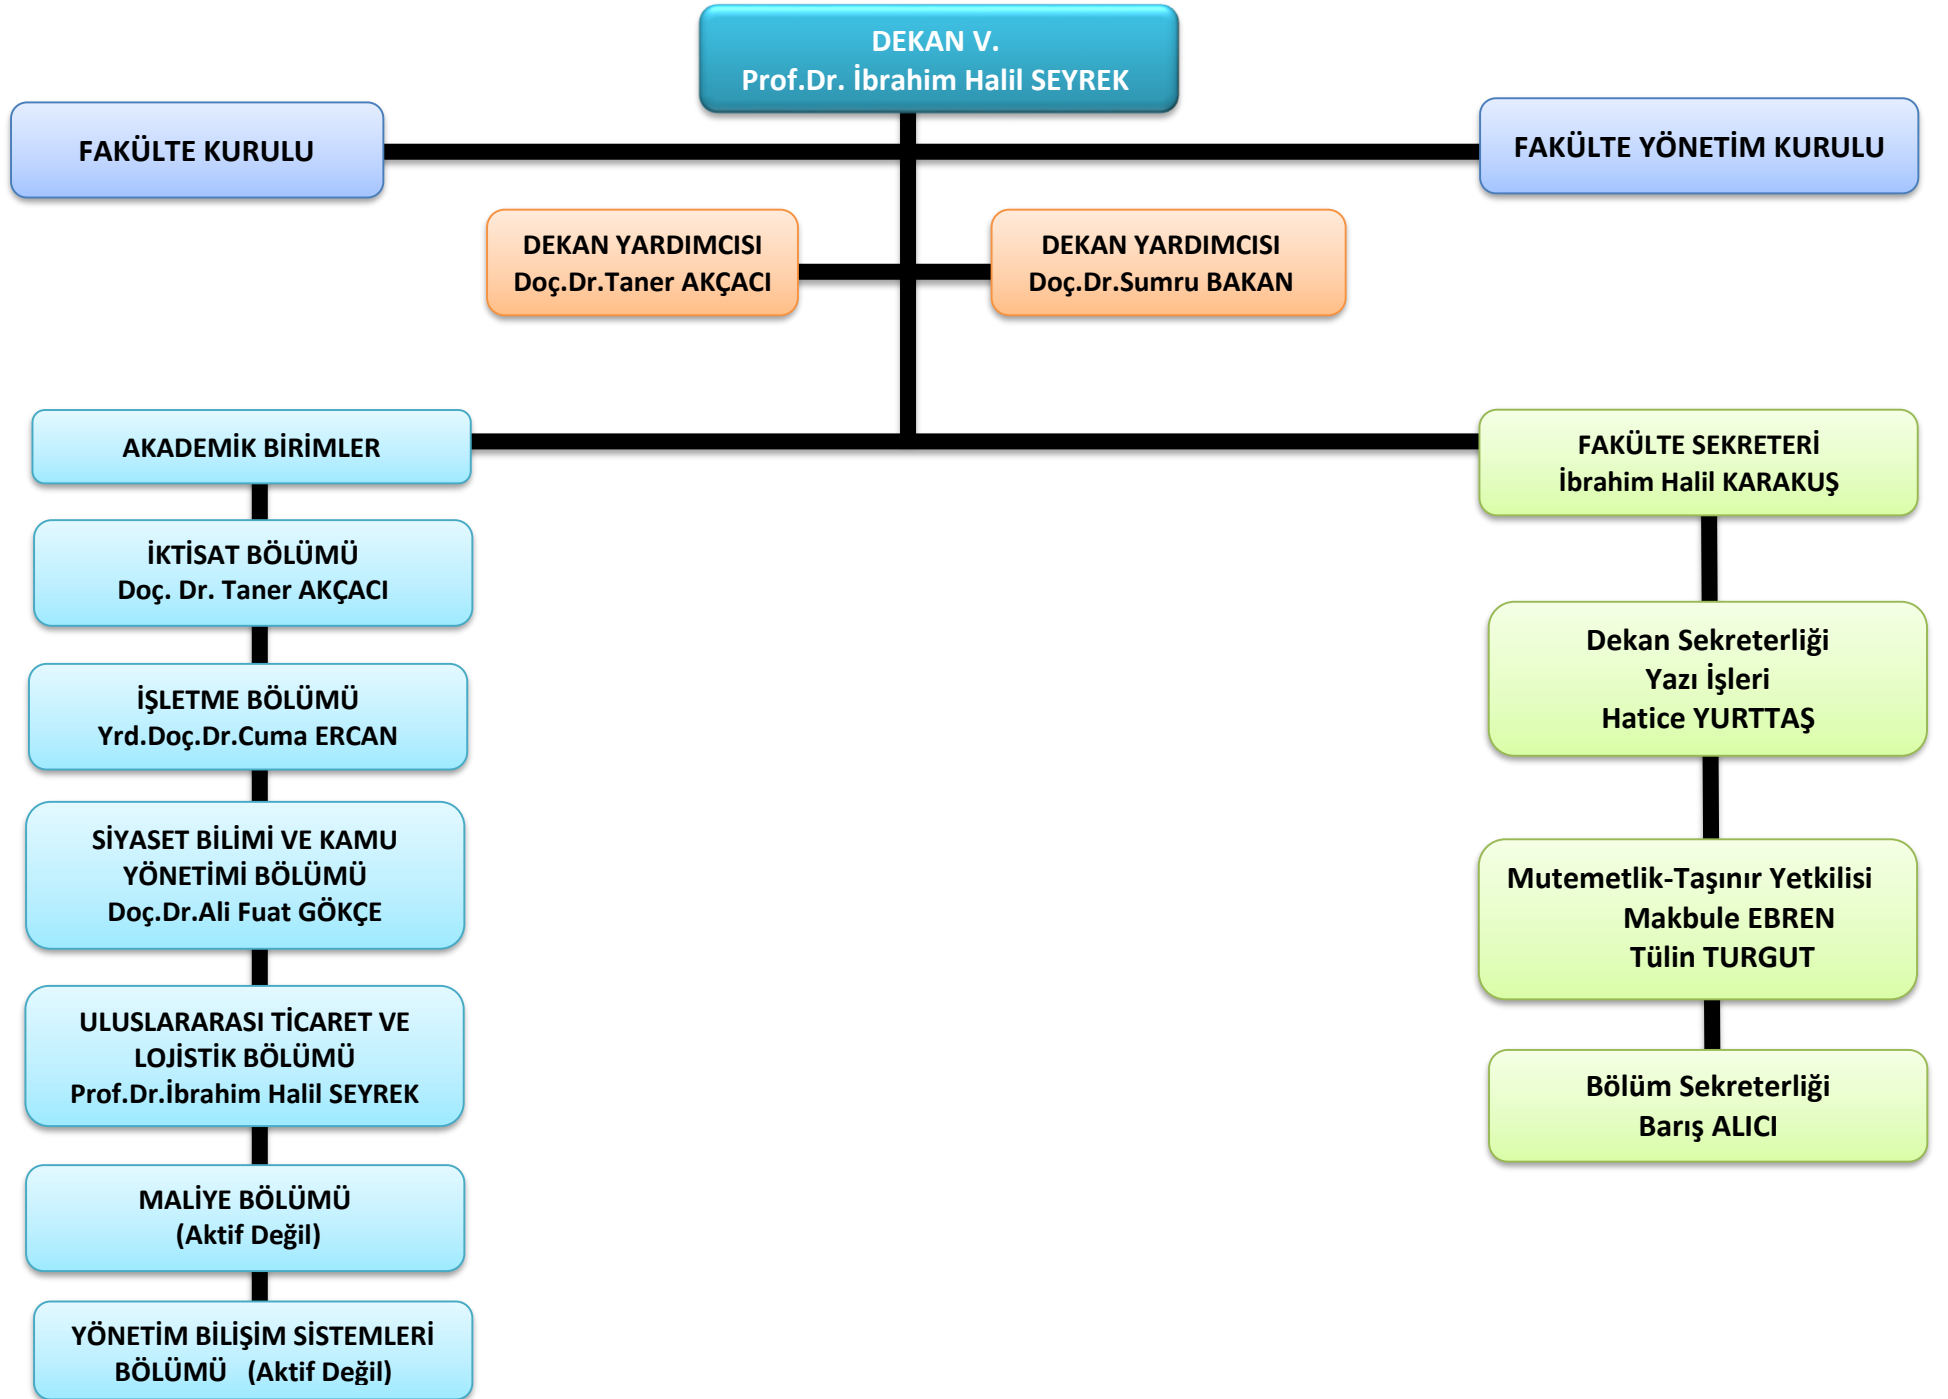 DEKAN V.
Prof.Dr. İbrahim Halil SEYREK
FAKÜLTE KURULU
FAKÜLTE YÖNETİM KURULU
DEKAN YARDIMCISI
Doç.Dr.Taner AKÇACI
DEKAN YARDIMCISI
Doç.Dr.Sumru BAKAN
AKADEMİK BİRİMLER
İKTİSAT BÖLÜMÜ
Doç. Dr. Taner AKÇACI
İŞLETME BÖLÜMÜ
Yrd.Doç.Dr.Cuma ERCAN
SİYASET BİLİMİ VE KAMU
YÖNETİMİ BÖLÜMÜ
Doç.Dr.Ali Fuat GÖKÇE
ULUSLARARASI TİCARET VE
LOJİSTİK BÖLÜMÜ
Prof.Dr.İbrahim Halil SEYREK
MALİYE BÖLÜMÜ
(Aktif Değil)
YÖNETİM BİLİŞİM SİSTEMLERİ
BÖLÜMÜ (Aktif Değil)
FAKÜLTE SEKRETERİ
İbrahim Halil KARAKUŞ
Dekan Sekreterliği
Yazı İşleri
Hatice YURTTAŞ
Mutemetlik-Taşınır Yetkilisi
Makbule EBREN
Tülin TURGUT
Bölüm Sekreterliği
Barış ALICI